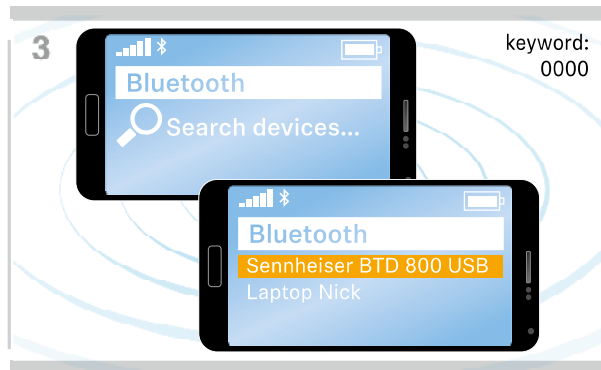 3
keyword:
0000
Bluetooth
Search devices...
Bluetooth
Sennheiser BTD 800 USB
Laptop Nick